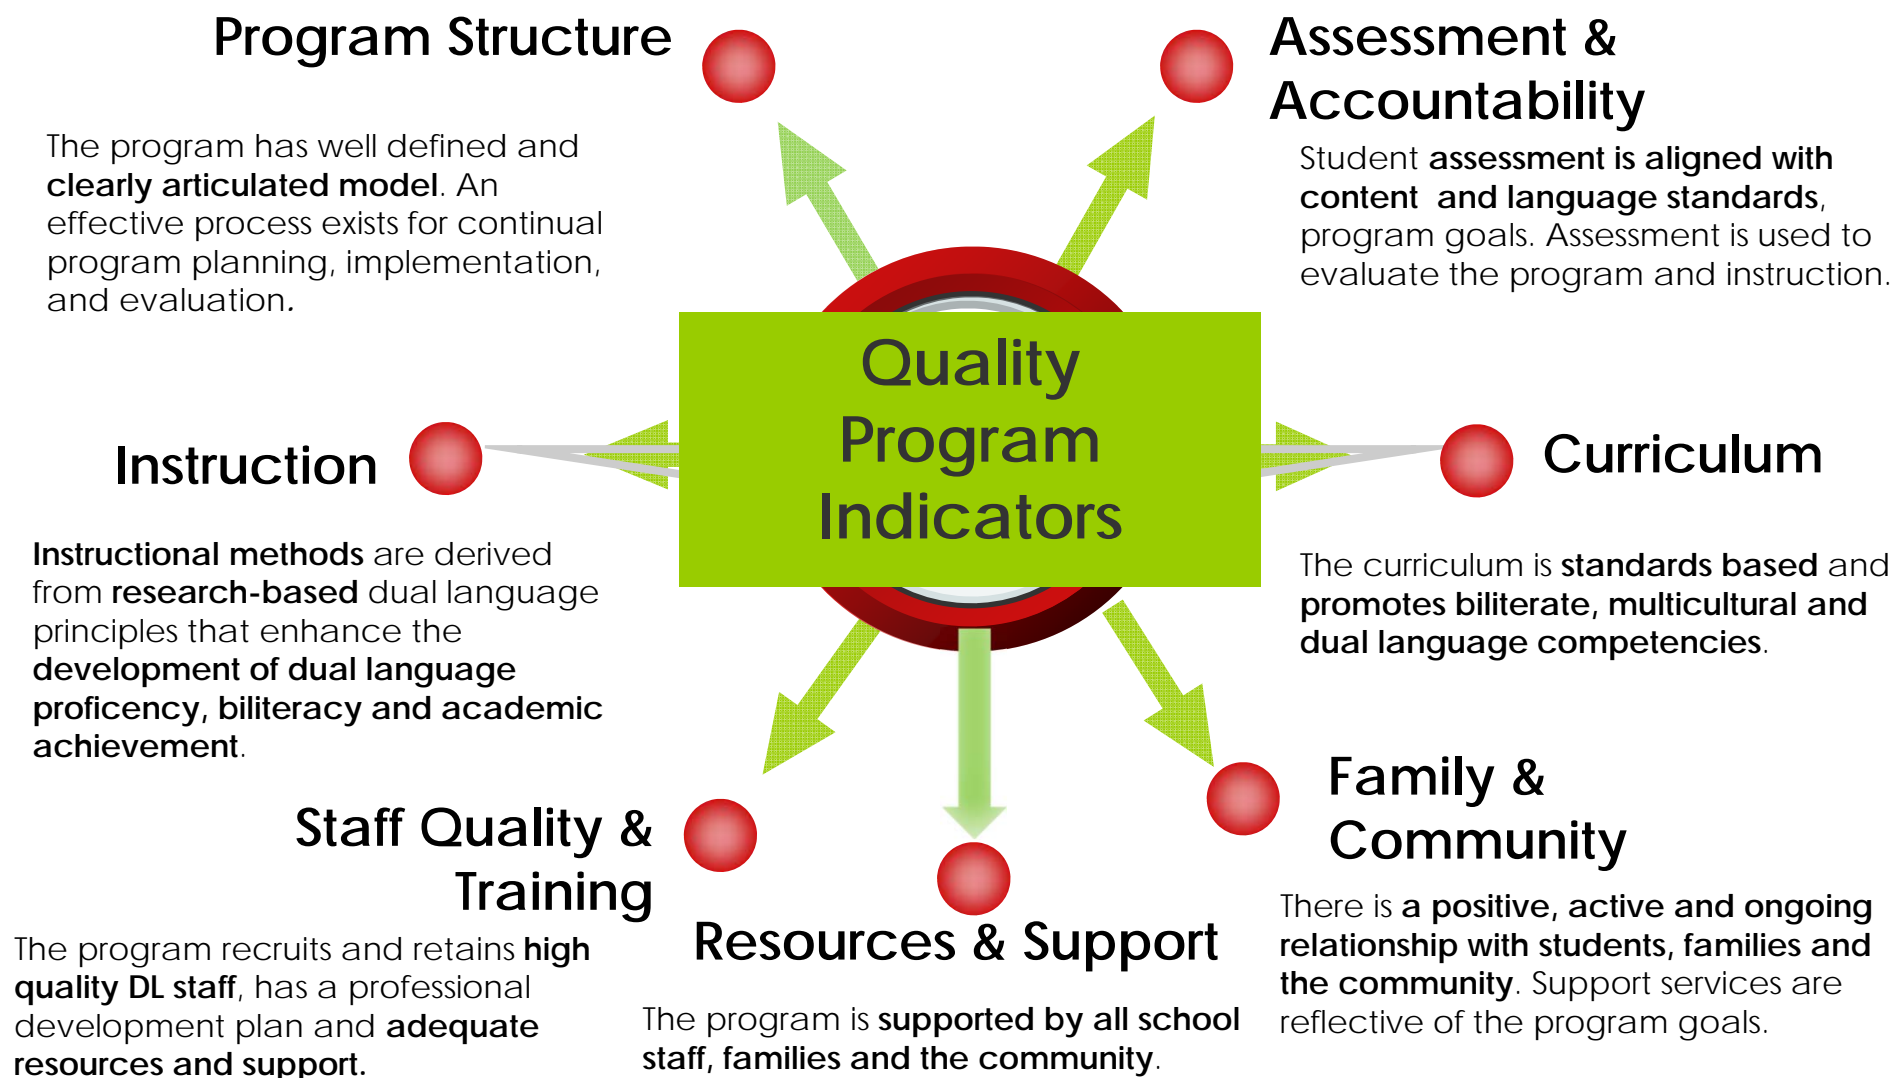 Program Structure
The program has well defined and
clearly articulated model. An
effective process exists for continual
program planning, implementation,
and evaluation.
Assessment &
Accountability
Student assessment is aligned with
content and language standards,
program goals. Assessment is used to
evaluate the program and instruction.
Quality
Program
Indicators
Instruction
Instructional methods are derived
from research-based dual language
principles that enhance the
development of dual language
proficency, biliteracy and academic
achievement.
Curriculum
The curriculum is standards based and
promotes biliterate, multicultural and
dual language competencies.
Staff Quality &
Training
The program recruits and retains high
quality DL staff, has a professional
development plan and adequate
resources and support.
Resources & Support
The program is supported by all school
staff, families and the community.
Family &
Community
There is a positive, active and ongoing
relationship with students, families and
the community. Support services are
reflective of the program goals.